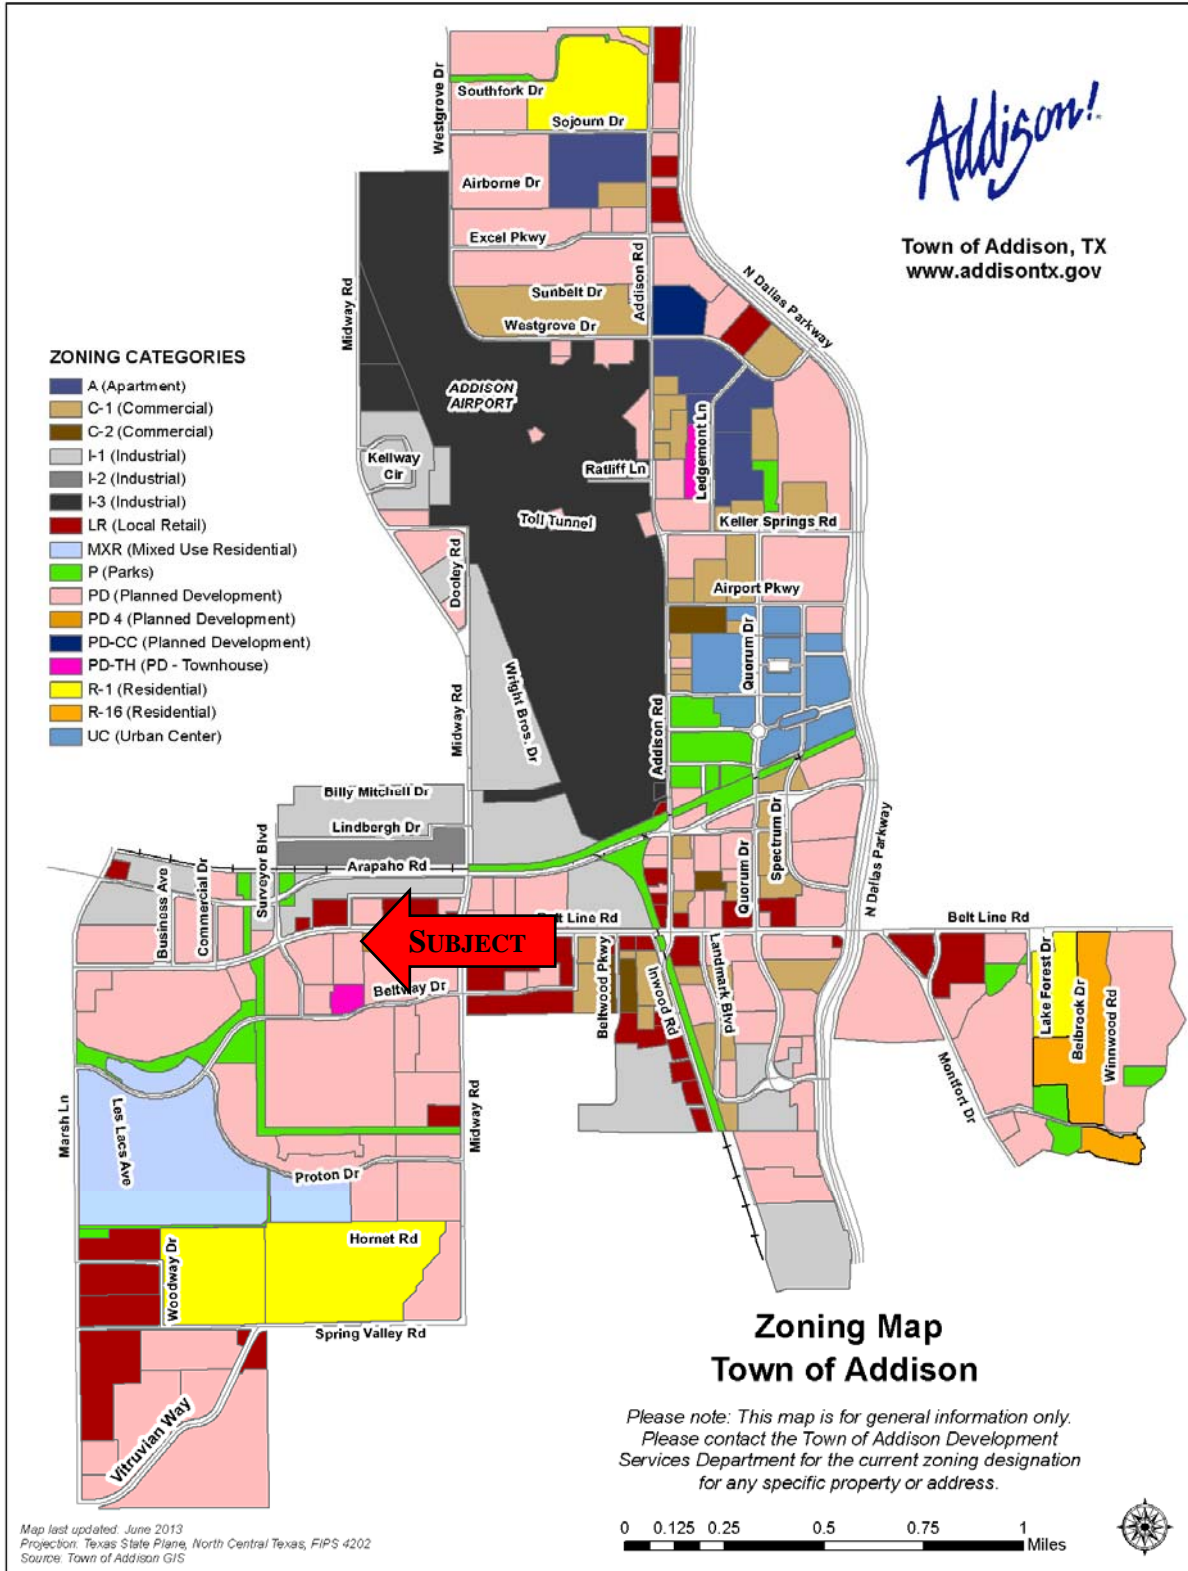 Addison!
Town of Addison, TX
www.addisontx.gov
Westgrove Dr
Southfork Dr
Sojourn Dr
Airborne Dr
Excel Pkwy
Addison Rd
N Dallas Parkway
Midway Rd
Sunbelt Dr
Westgrove Dr
ZONING CATEGORIES
A (Apartment)
C-1 (Commercial)
C-2 (Commercial)
I-1 (Industrial)
I-2 (Industrial)
I-3 (Industrial)
LR (Local Retail)
MXR (Mixed Use Residential)
P (Parks)
PD (Planned Development)
PD 4 (Planned Development)
PD-CC (Planned Development)
PD-TH (PD - Townhouse)
R-1 (Residential)
R-16 (Residential)
UC (Urban Center)
ADDISON
AIRPORT
Kellway
Cir
Ratliff Ln
Ledgemont Ln
Toll Tunnel
Keller Springs Rd
Dooley Rd
Airport Pkwy
Quorum Dr
Wright Bros. Dr
Midway Rd
Addison Rd
Billy Mitchell Dr
Lindbergh Dr
Arapaho Rd
Surveyor Blvd
Commercial Dr
Business Ave
Spectrum Dr
Quorum Dr
N Dallas Parkway
Belt Line Rd
Belt Line Rd
SUBJECT
Beltway Dr
Beltwood Pkwy
Inwood Rd
Landmark Blvd
Lake Forest Dr
Belbrook Dr
Winnwood Rd
Montfort Dr
Marsh Ln
Les Lacs Ave
Midway Rd
Proton Dr
Hornet Rd
Woodway Dr
Spring Valley Rd
Vitruvian Way
Zoning Map
Town of Addison
Please note: This map is for general information only.
Please contact the Town of Addison Development
Services Department for the current zoning designation
for any specific property or address.
0 0.125 0.25 0.5 0.75 1
Miles
Map last updated: June 2013
Projection: Texas State Plane, North Central Texas, FIPS 4202
Source: Town of Addison GIS